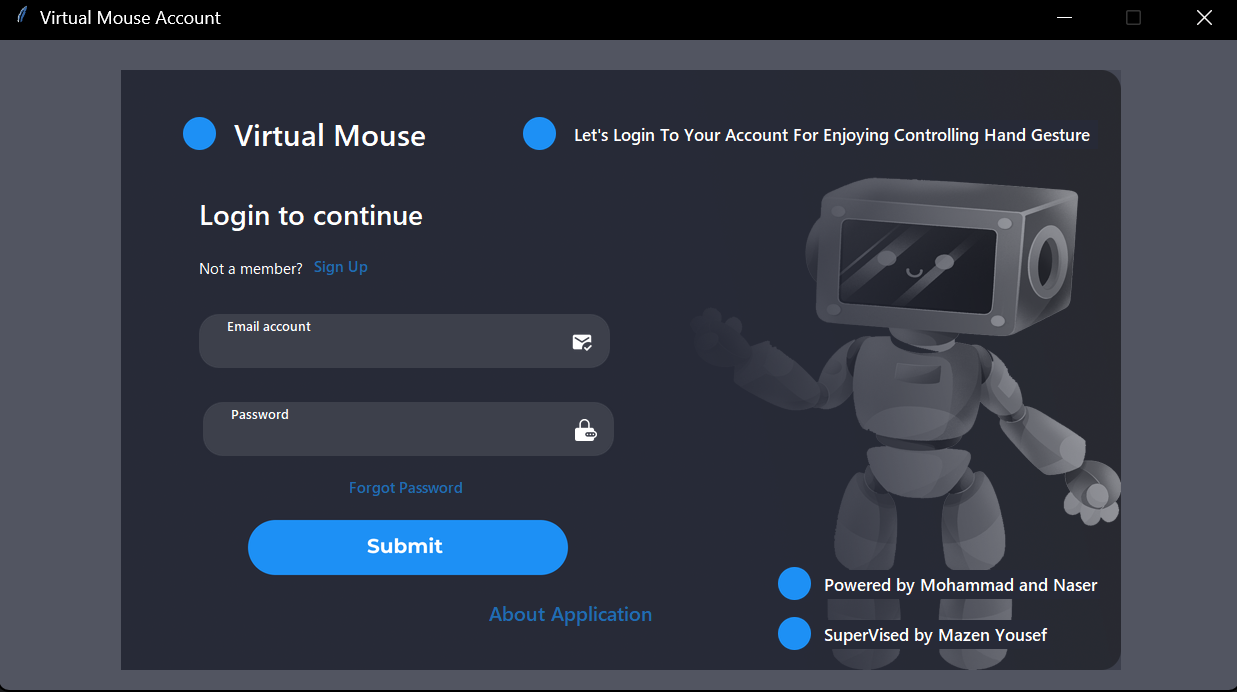 Virtual Mouse Account
Virtual Mouse
Let's Login To Your Account For Enjoying Controlling Hand Gesture
Login to continue
Not a member? Sign Up
Email account
Password
Forgot Password
Submit
About Application
Powered by Mohammad and Naser
SuperVised by Mazen Yousef